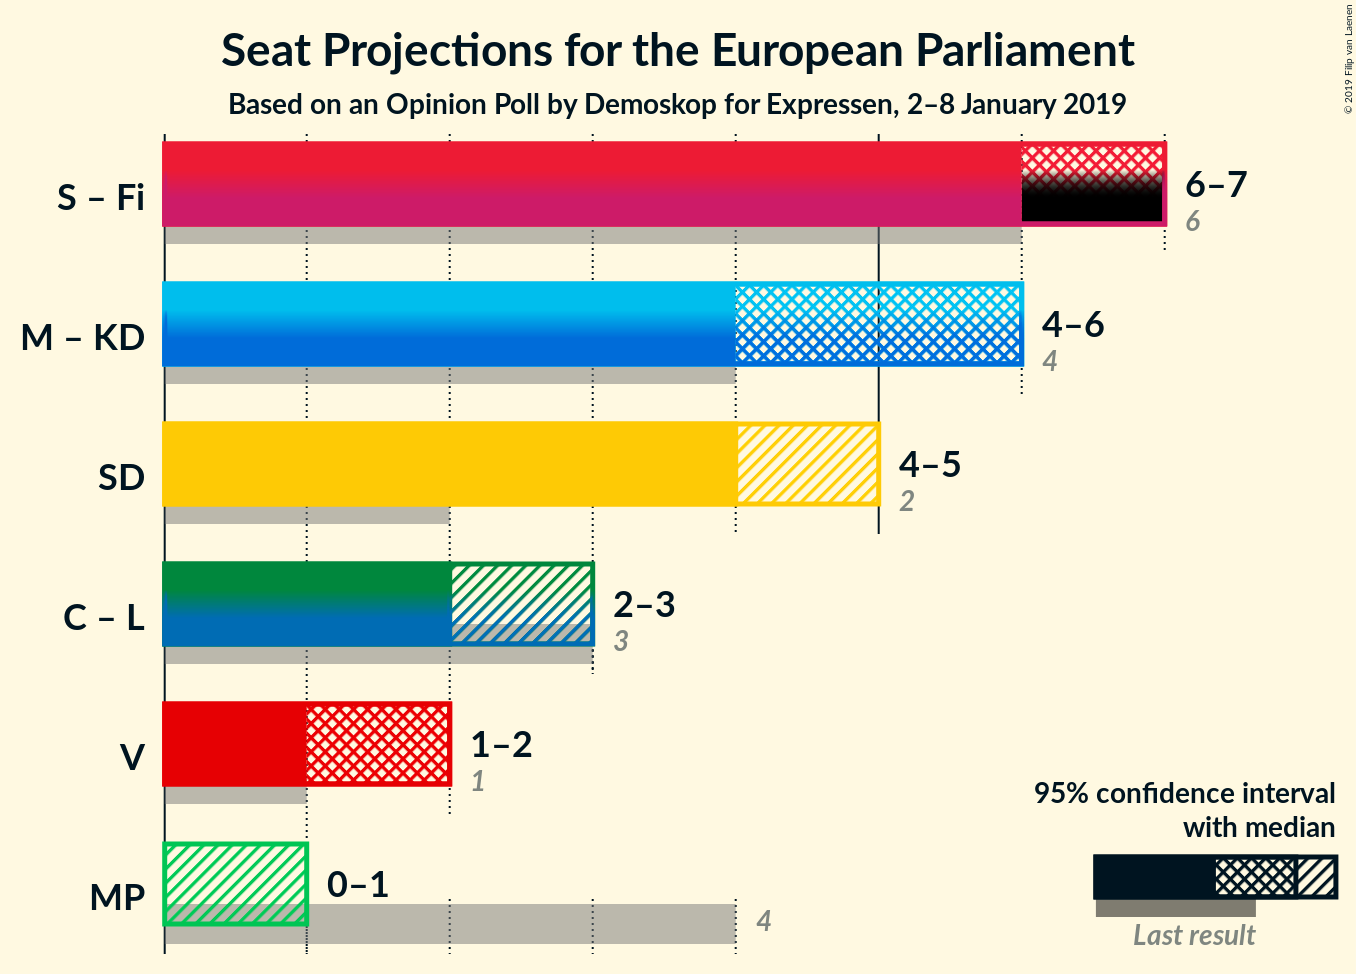 Seat Projections for the European Parliament
Based on an Opinion Poll by Demoskop for Expressen, 2–8 January 2019
© 2019 Filip van Laenen
S – Fi
6–7
6
M – KD
4–6
4
SD
4–5
2
C – L
2–3
3
V
1–2
1
MP
0–1
4
95% confidence interval
with median
Last result